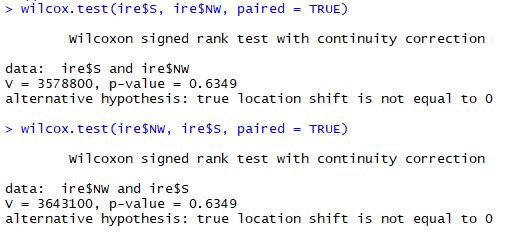 > wilcox.test(ire$S, ire$NW, paired = TRUE)
Wilcoxon signed rank test with continuity correction
data: ire$S and ire$NW
V = 3578800, p-value = 0.6349
alternative hypothesis: true location shift is not equal to 0
> wilcox.test(ire$NW, ire$S, paired = TRUE)
Wilcoxon signed rank test with continuity correction
data: ire$NW and ire$S
V = 3643100, p-value = 0.6349
alternative hypothesis: true location shift is not equal to 0